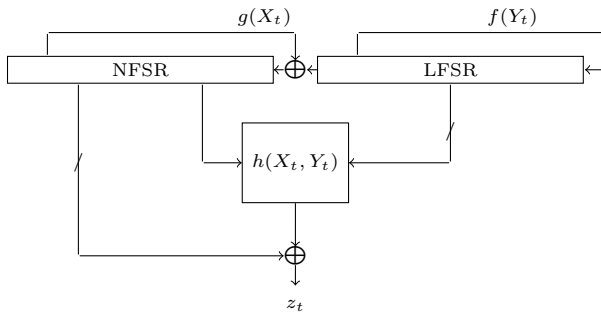 g(X_t) f(Y_t)
NFSR LFSR
h(X_t, Y_t)
z_t